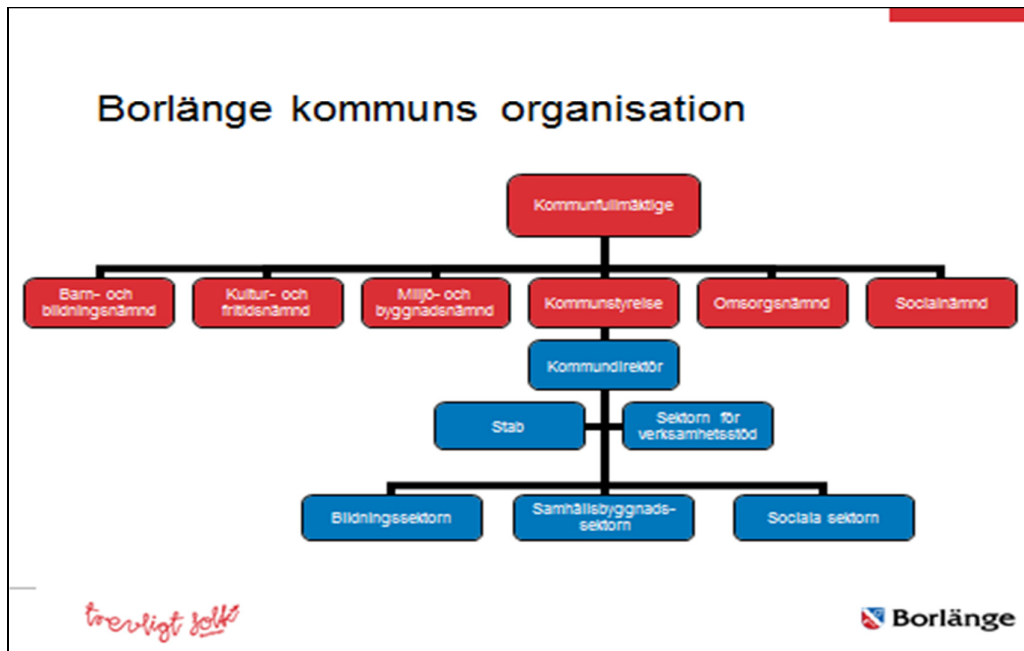 Borlänge kommuns organisation
Kommunfullmäktige
Barn- och
bildningsnämnd
Kultur- och
fritidsnämnd
Miljö- och
byggnadsnämnd
Kommunstyrelse
Omsorgsnämnd
Socialnämnd
Kommundirektör
Stab
Sektorn för
verksamhetsstöd
Bildningssektorn
Samhällsbyggnads-
sektorn
Sociala sektorn
trevligt folk
Borlänge